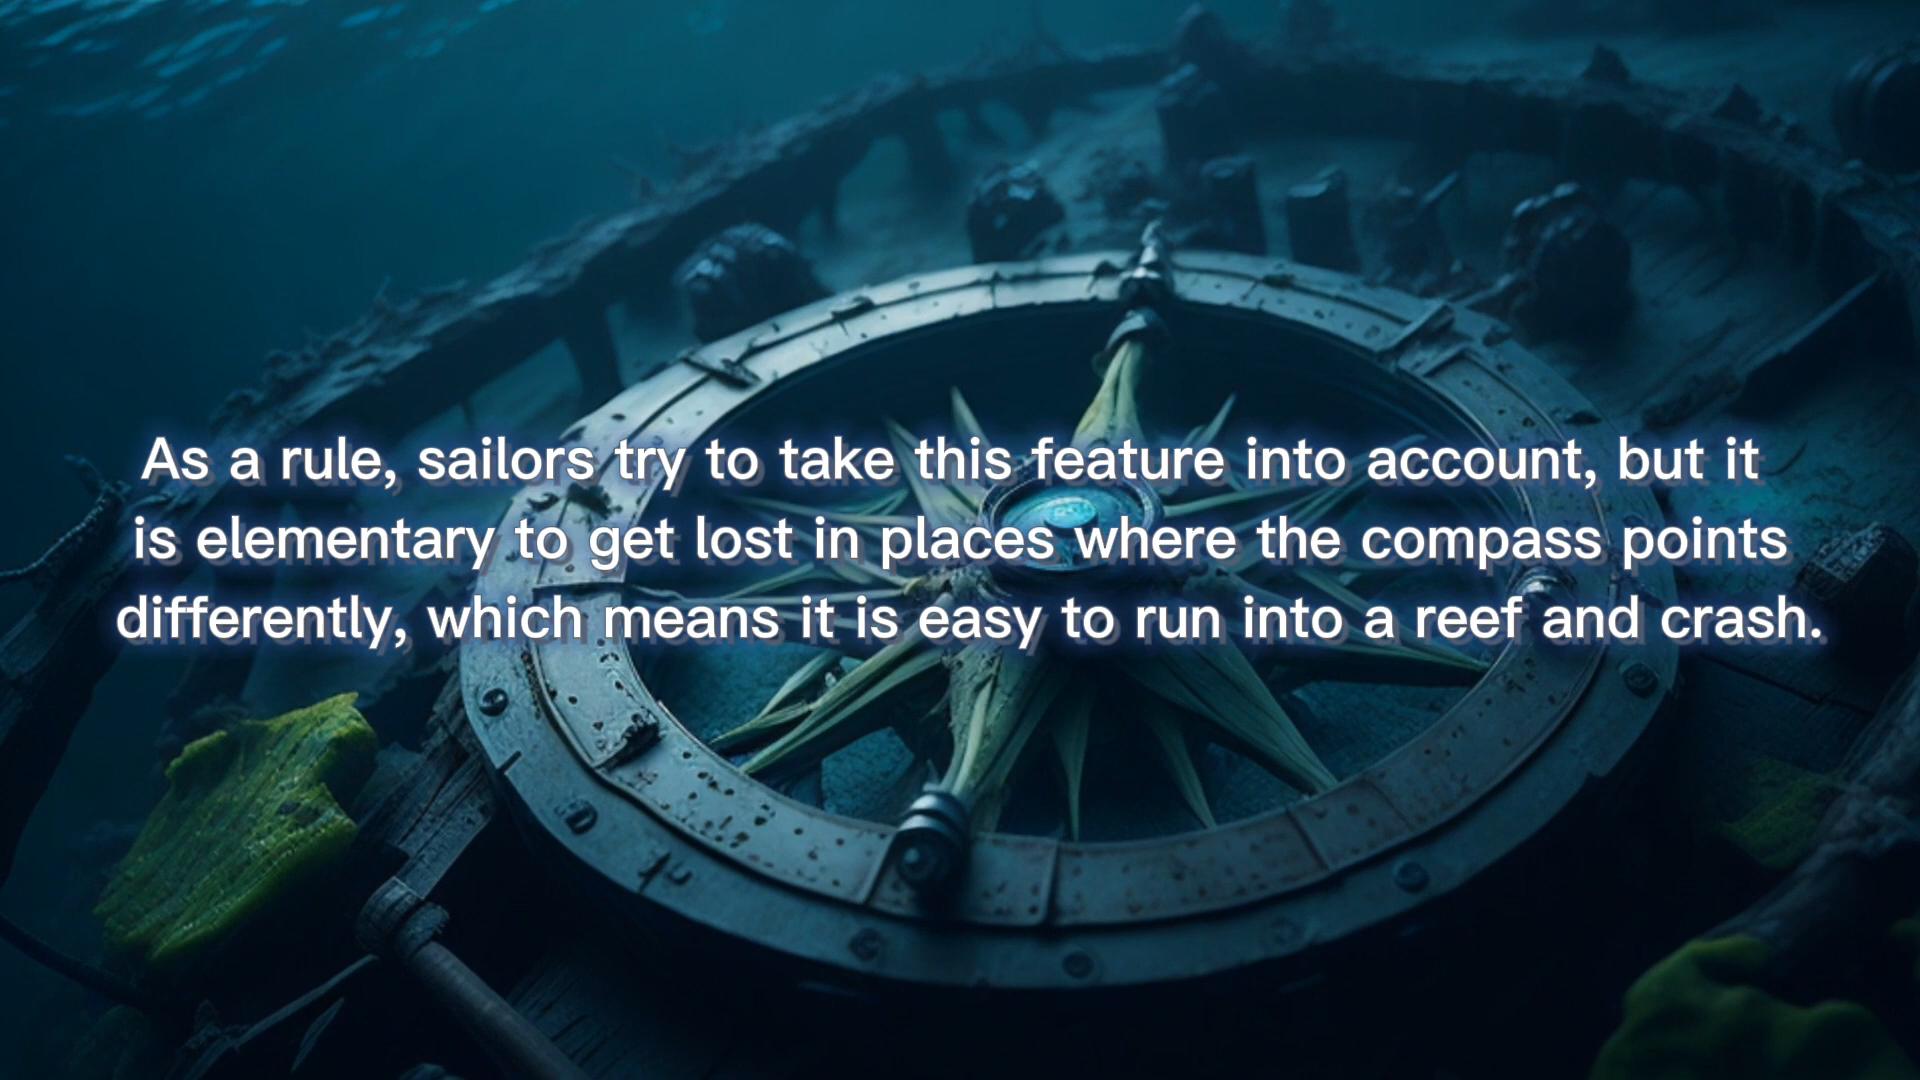 As a rule, sailors try to take this feature into account, but it
is elementary to get lost in places where the compass points
differently, which means it is easy to run into a reef and crash.